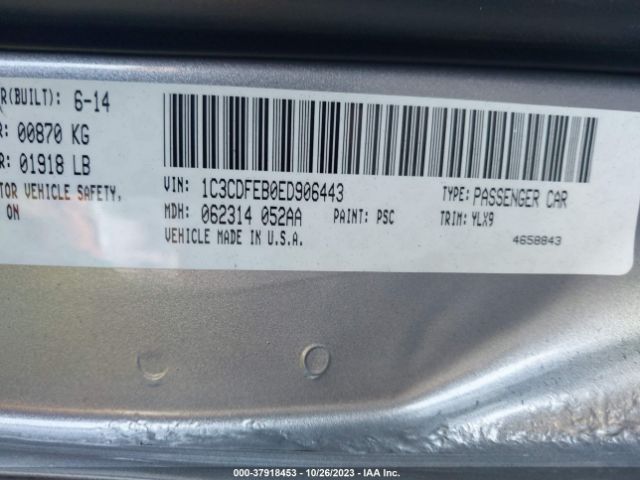 R(BUILT): 6-14
R: 00870 KG
R: 01918 LB
TOR VEHICLE SAFETY,
ON
VIN: 1C3CDFEB0ED906443
TYPE: PASSENGER CAR
MDH: 062314 052AA
PAINT: PSC
TRIM: YLX9
VEHICLE MADE IN U.S.A.
4658843
000-37918453 - 10/26/2023 - IAA Inc.